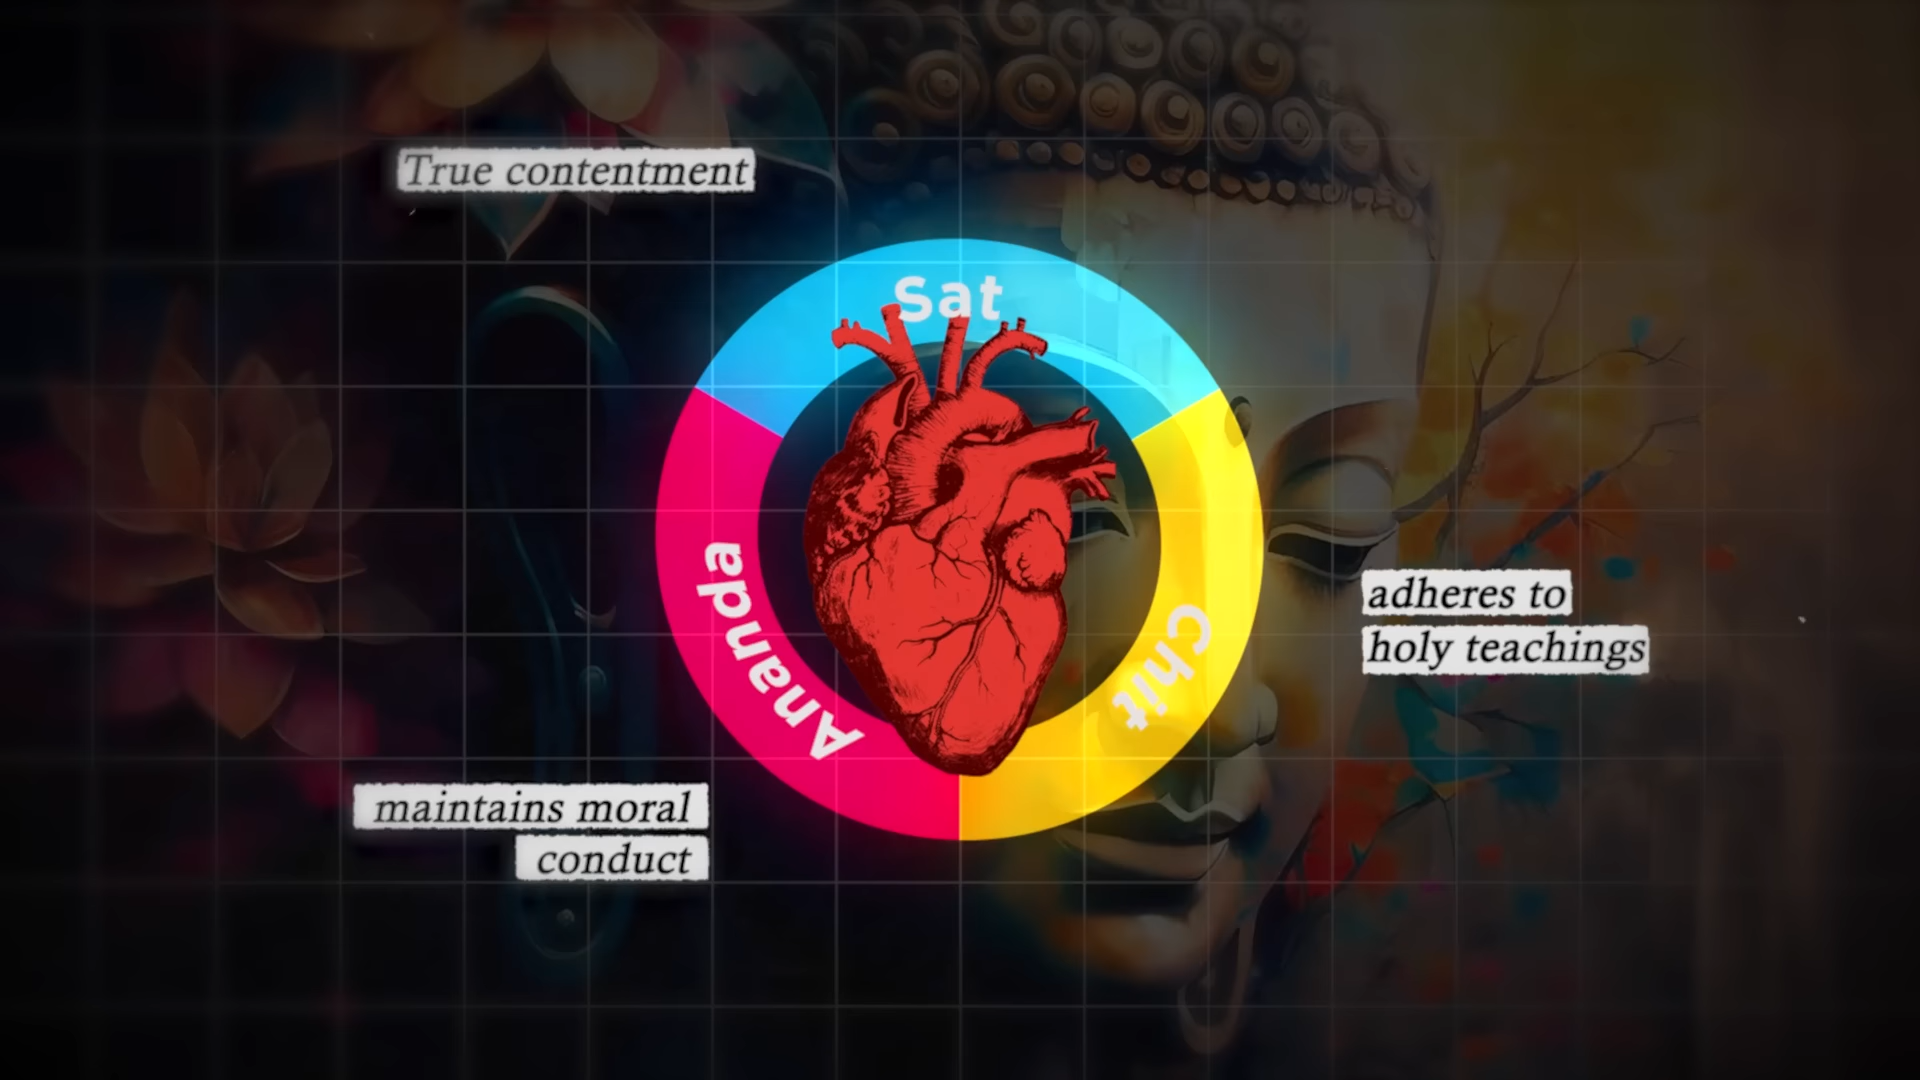 True contentment
Sat
Ananda
Chit
adheres to
holy teachings
maintains moral
conduct